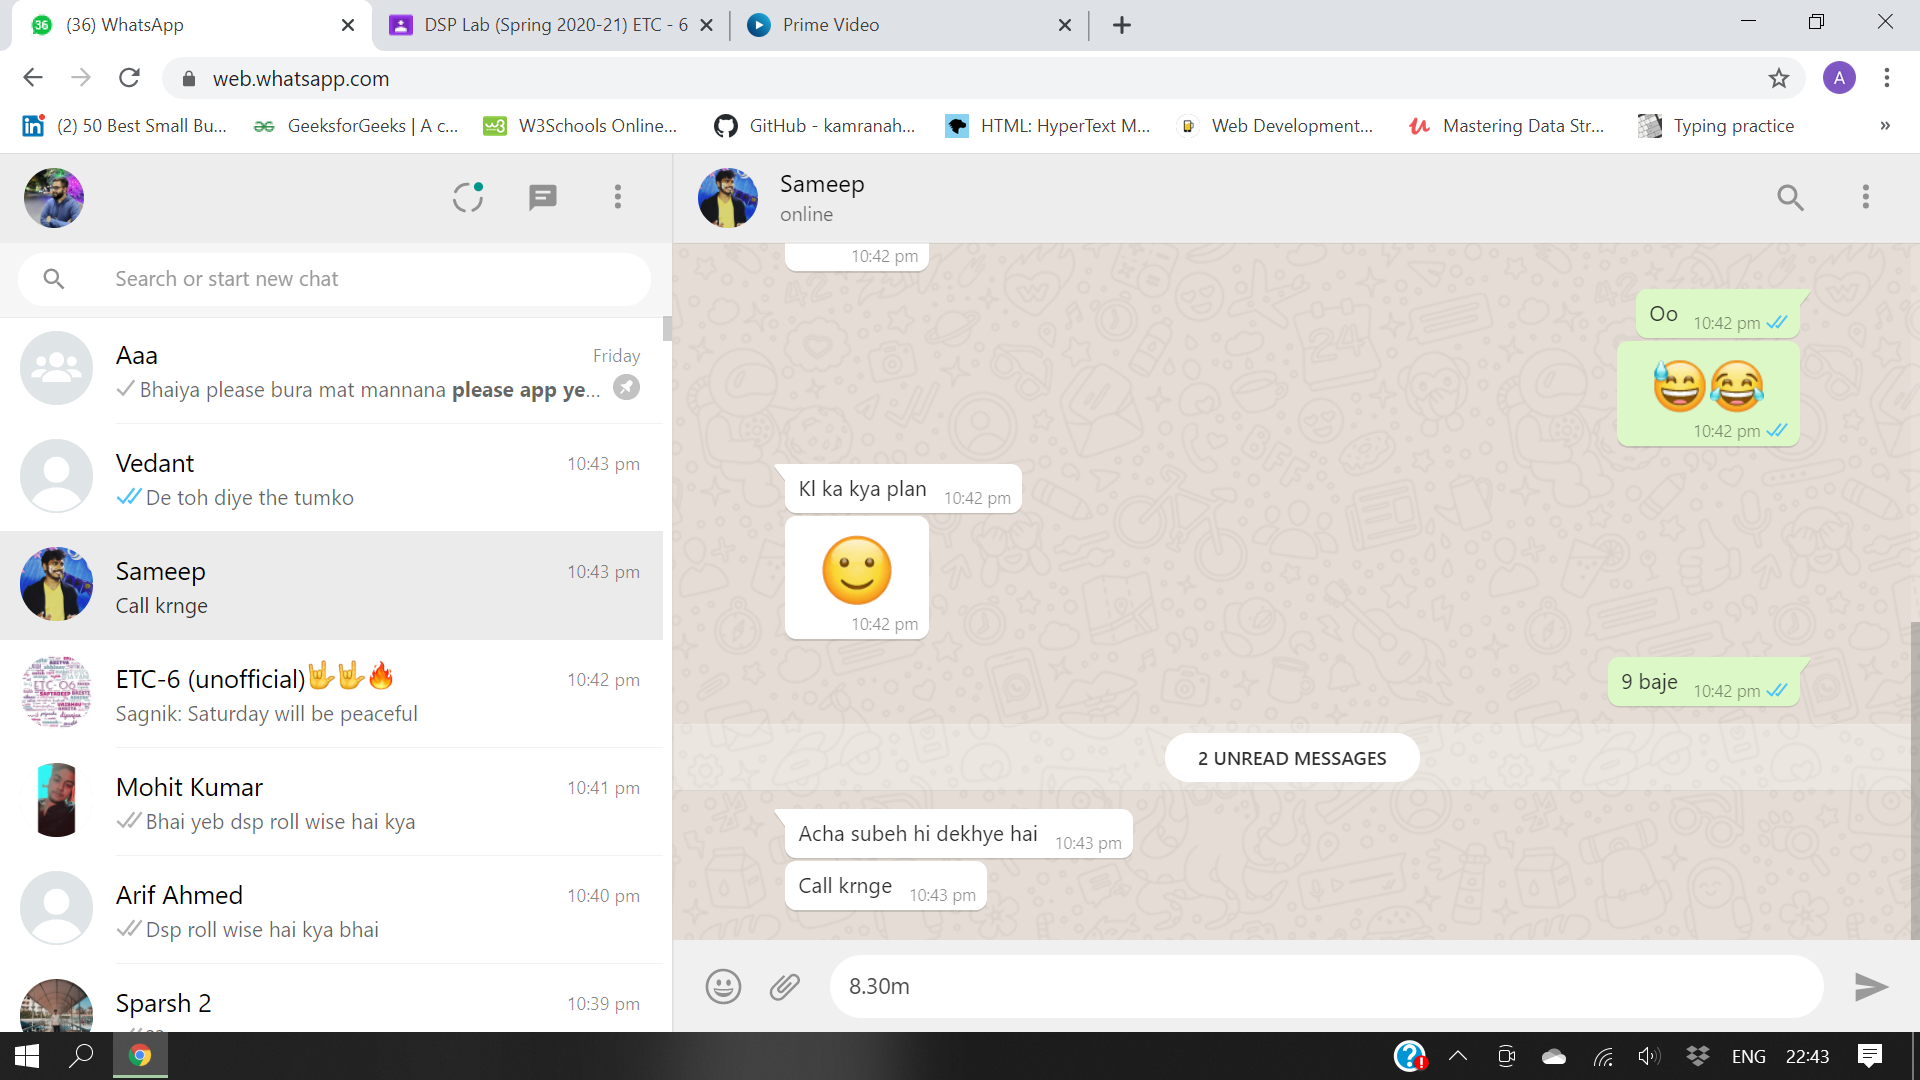 (36) WhatsApp
DSP Lab (Spring 2020-21) ETC - 6
Prime Video
web.whatsapp.com
A
(2) 50 Best Small Bu...
GeeksforGeeks | A c...
W3Schools Online...
GitHub - kamranah...
HTML: HyperText M...
Web Development...
Mastering Data Str...
Typing practice
»
Search or start new chat
Aaa
Friday
Bhaiya please bura mat mannana please app ye...
Vedant
10:43 pm
De toh diye the tumko
Sameep
10:43 pm
Call krnge
ETC-6 (unofficial)🤟🤟🔥
10:42 pm
Sagnik: Saturday will be peaceful
Mohit Kumar
10:41 pm
Bhai yeb dsp roll wise hai kya
Arif Ahmed
10:40 pm
Dsp roll wise hai kya bhai
Sparsh 2
10:39 pm
Sameep
online
10:42 pm
Oo
10:42 pm
😅😂
10:42 pm
Kl ka kya plan
10:42 pm
🙂
10:42 pm
9 baje
10:42 pm
2 UNREAD MESSAGES
Acha subeh hi dekhye hai
10:43 pm
Call krnge
10:43 pm
8.30m
ENG
22:43